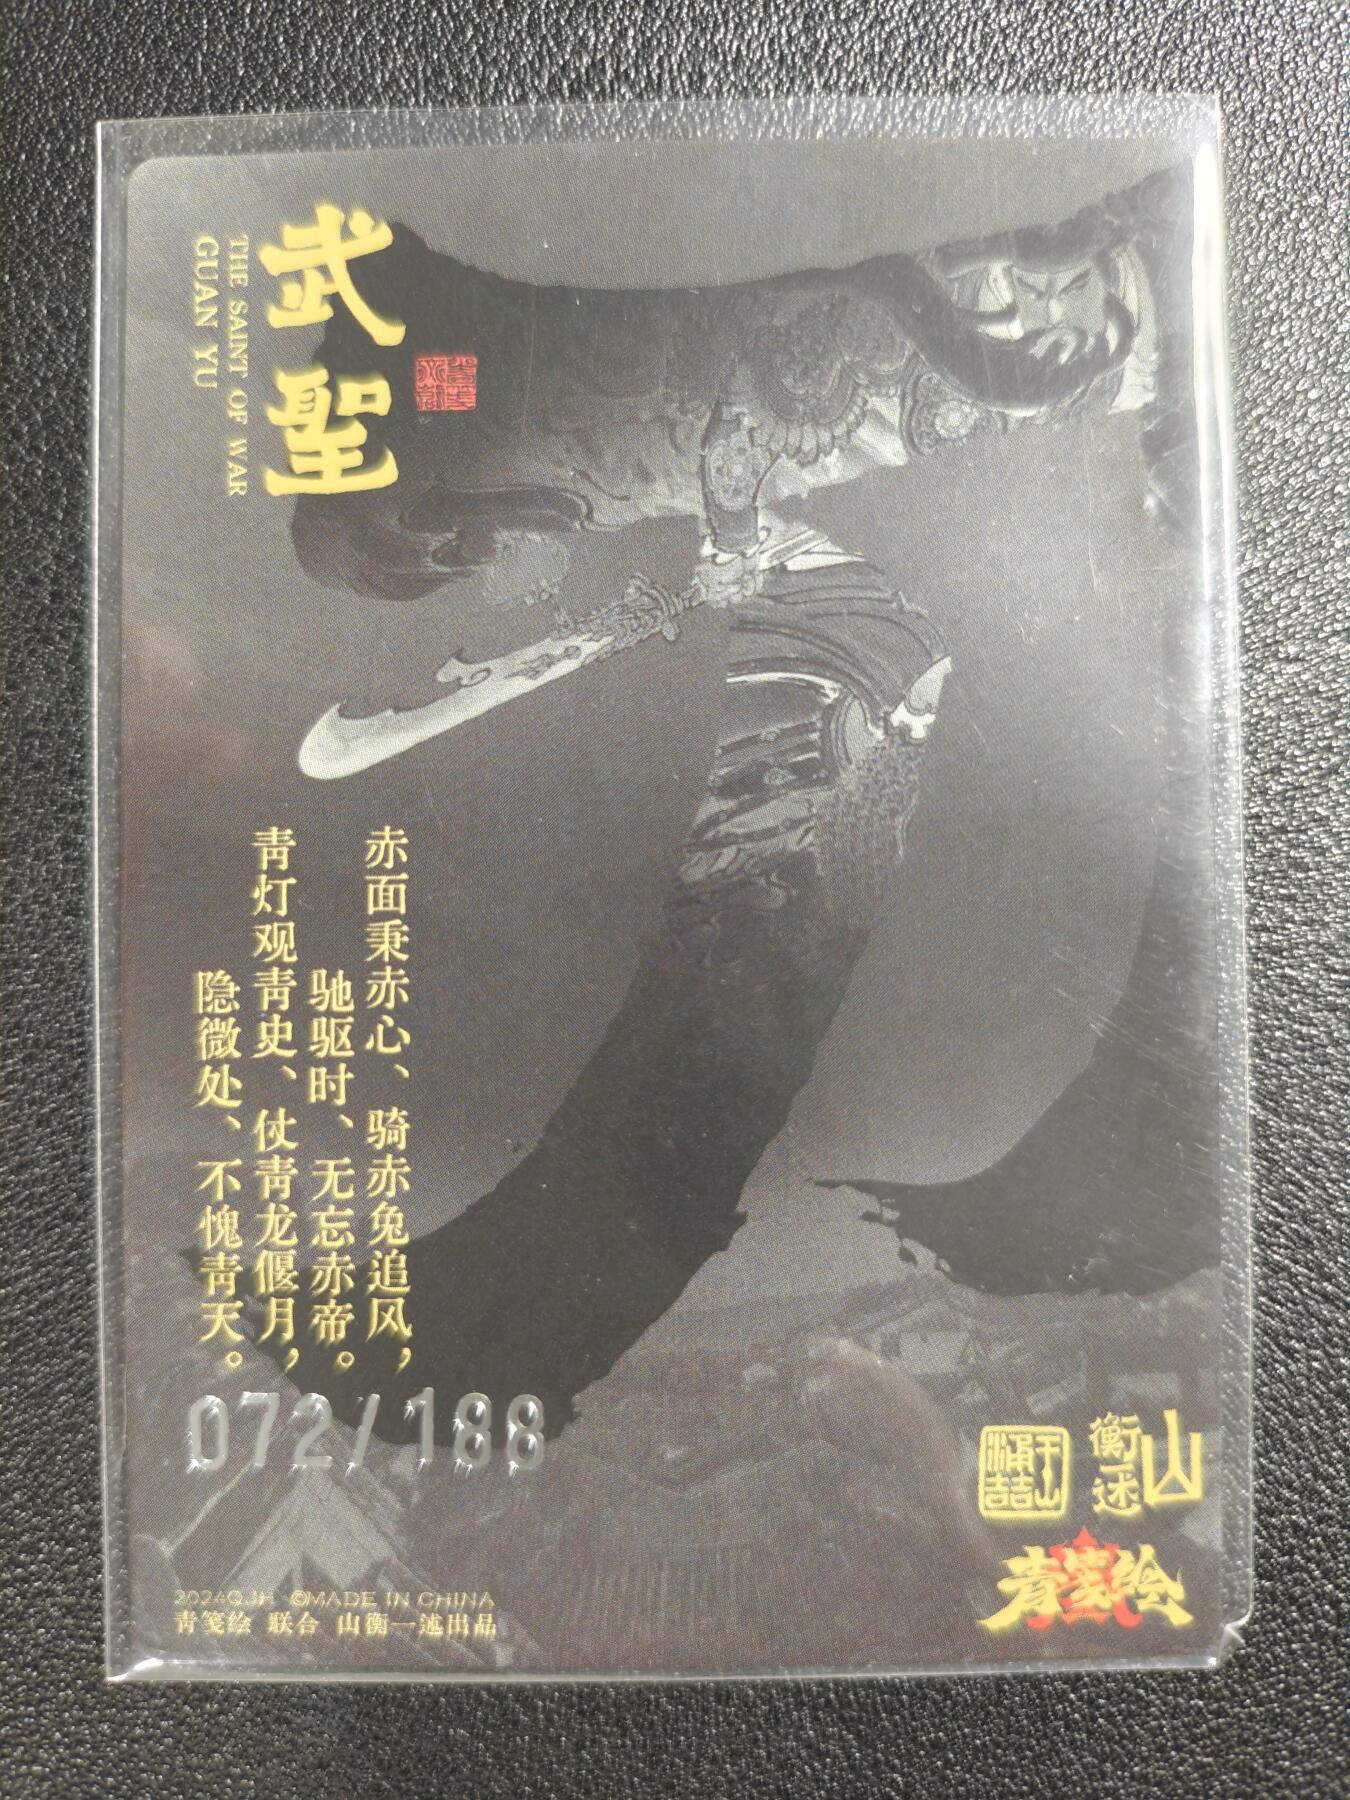 武聖
THE SAINT OF WAR
GUAN YU
赤面秉赤心、骑赤兔追风，
驰驱时、无忘赤帝。
青灯观青史、仗青龙偃月，
隐微处、不愧青天。
072/188
山
衡述
青笺绘
2024QJH ©MADE IN CHINA
青笺绘 联合 山衡一述出品